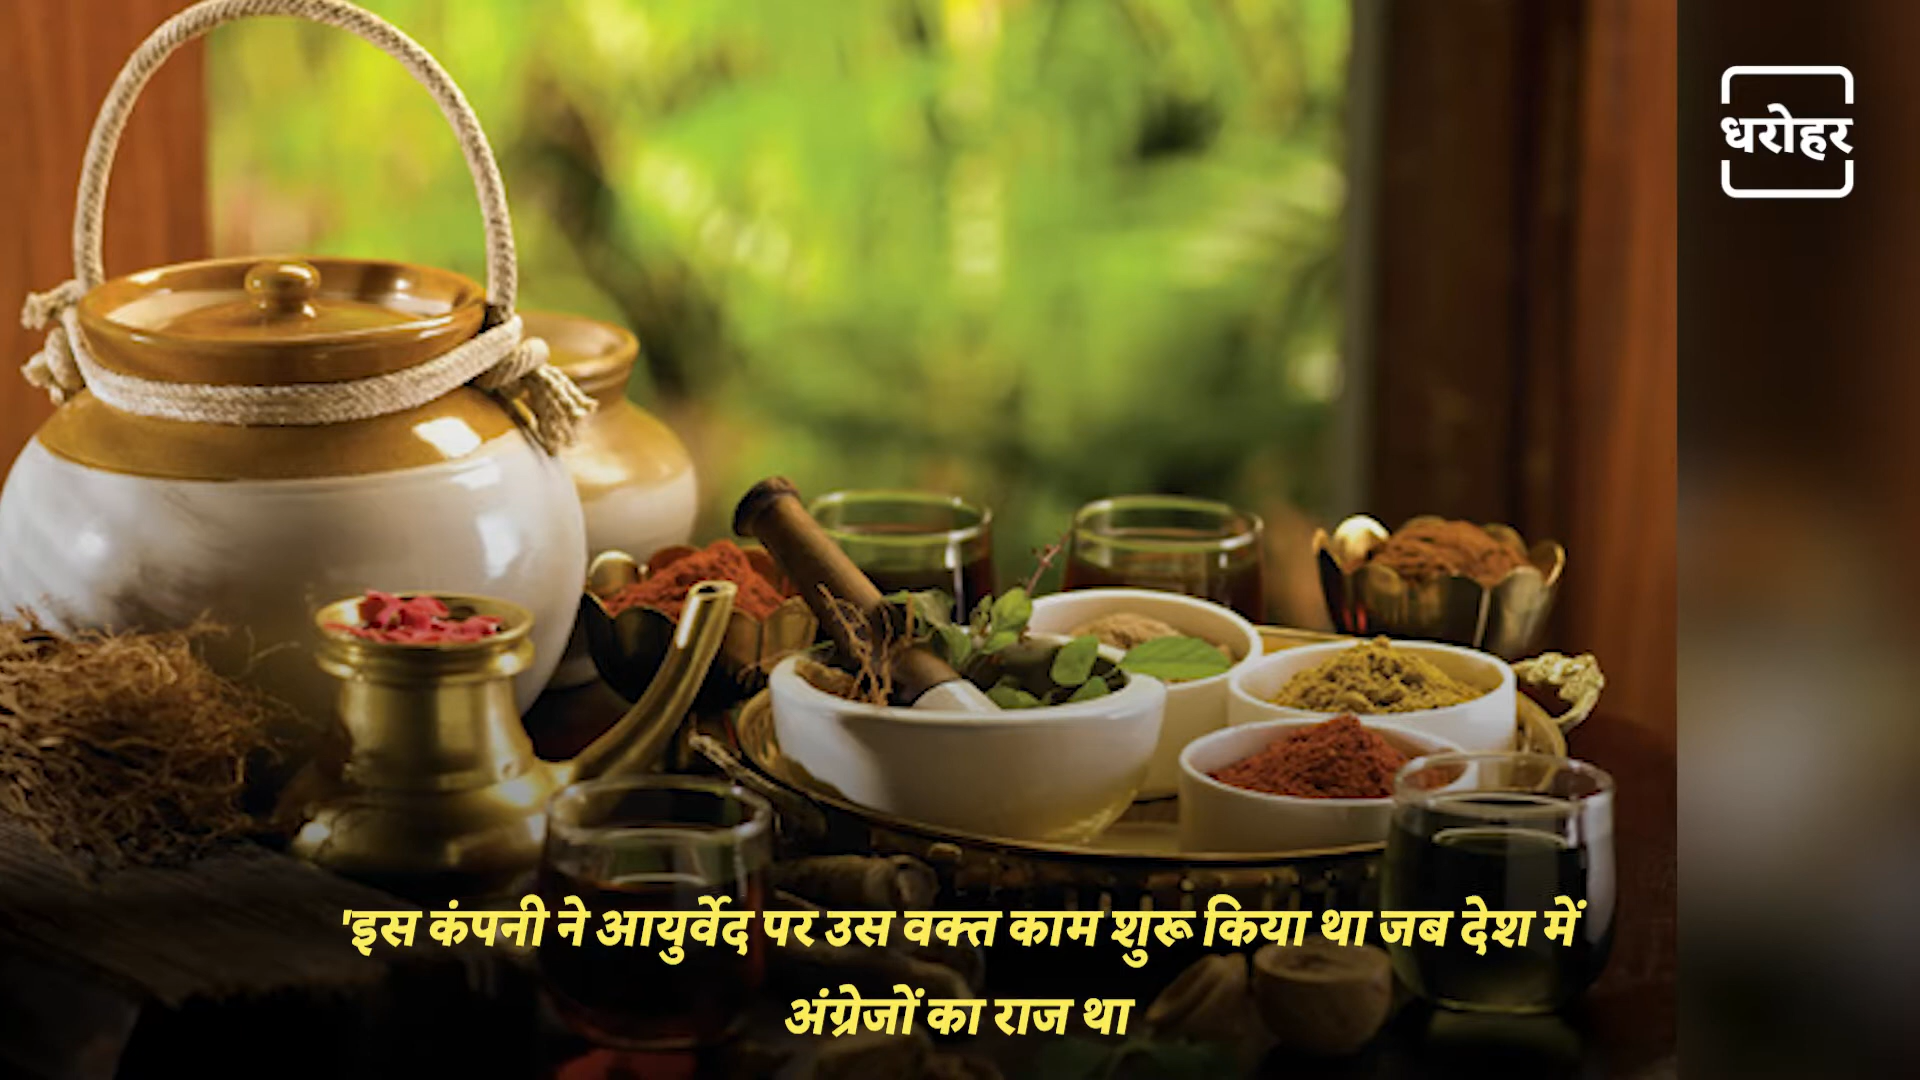 धरोहर
'इस कंपनी ने आयुर्वेद पर उस वक्त काम शुरू किया था जब देश में
अंग्रेजों का राज था